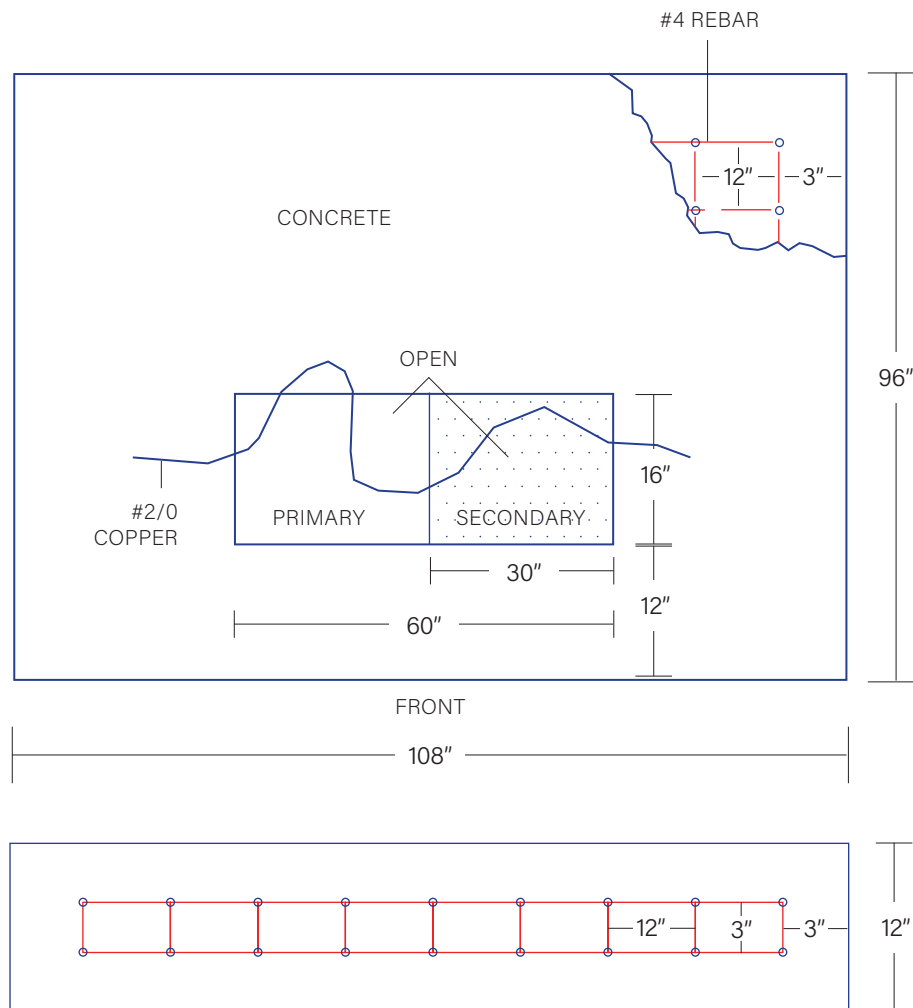 #4 REBAR
12″
3″
CONCRETE
OPEN
96″
16″
#2/0
COPPER
PRIMARY
SECONDARY
30″
12″
60″
FRONT
108″
12″
3″
3″
12″